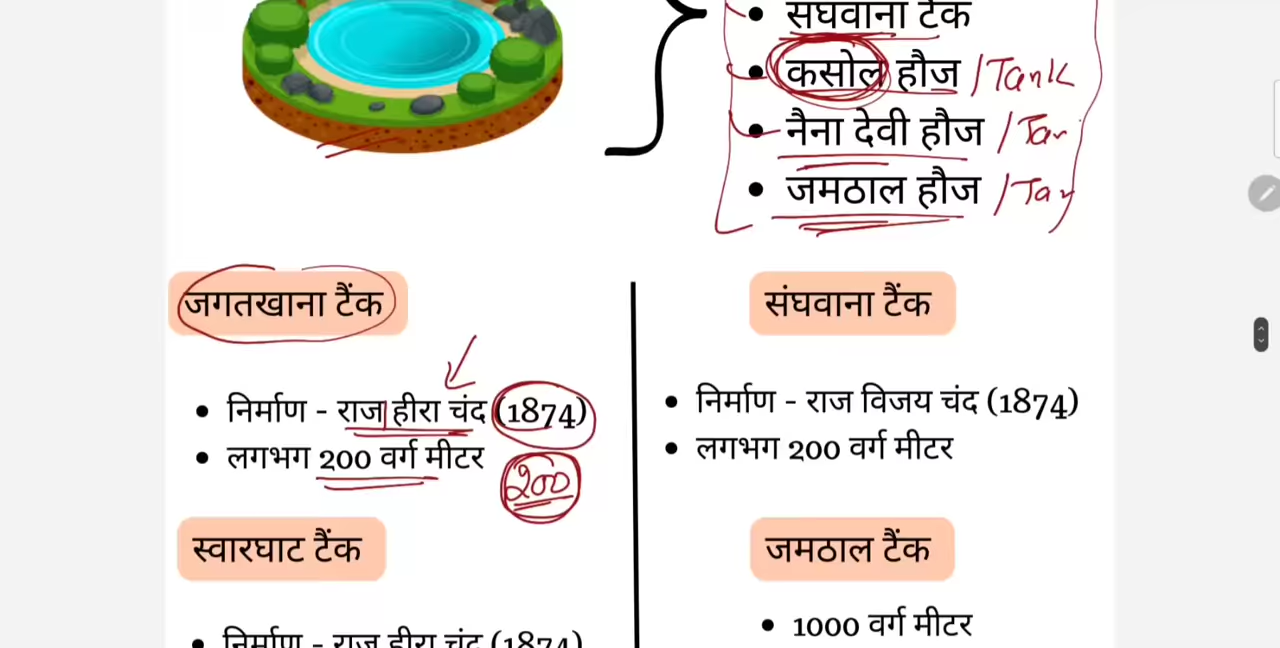 संघवाना टैंक
कसोल हौज /Tank
नैना देवी हौज /Tan
जमठाल हौज
जगतखाना टैंक
निर्माण - राज हीरा चंद (1874)
लगभग 200 वर्ग मीटर
200
स्वारघाट टैंक
निर्माण - राज हीरा चंद (1874)
संघवाना टैंक
निर्माण - राज विजय चंद (1874)
लगभग 200 वर्ग मीटर
जमठाल टैंक
1000 वर्ग मीटर